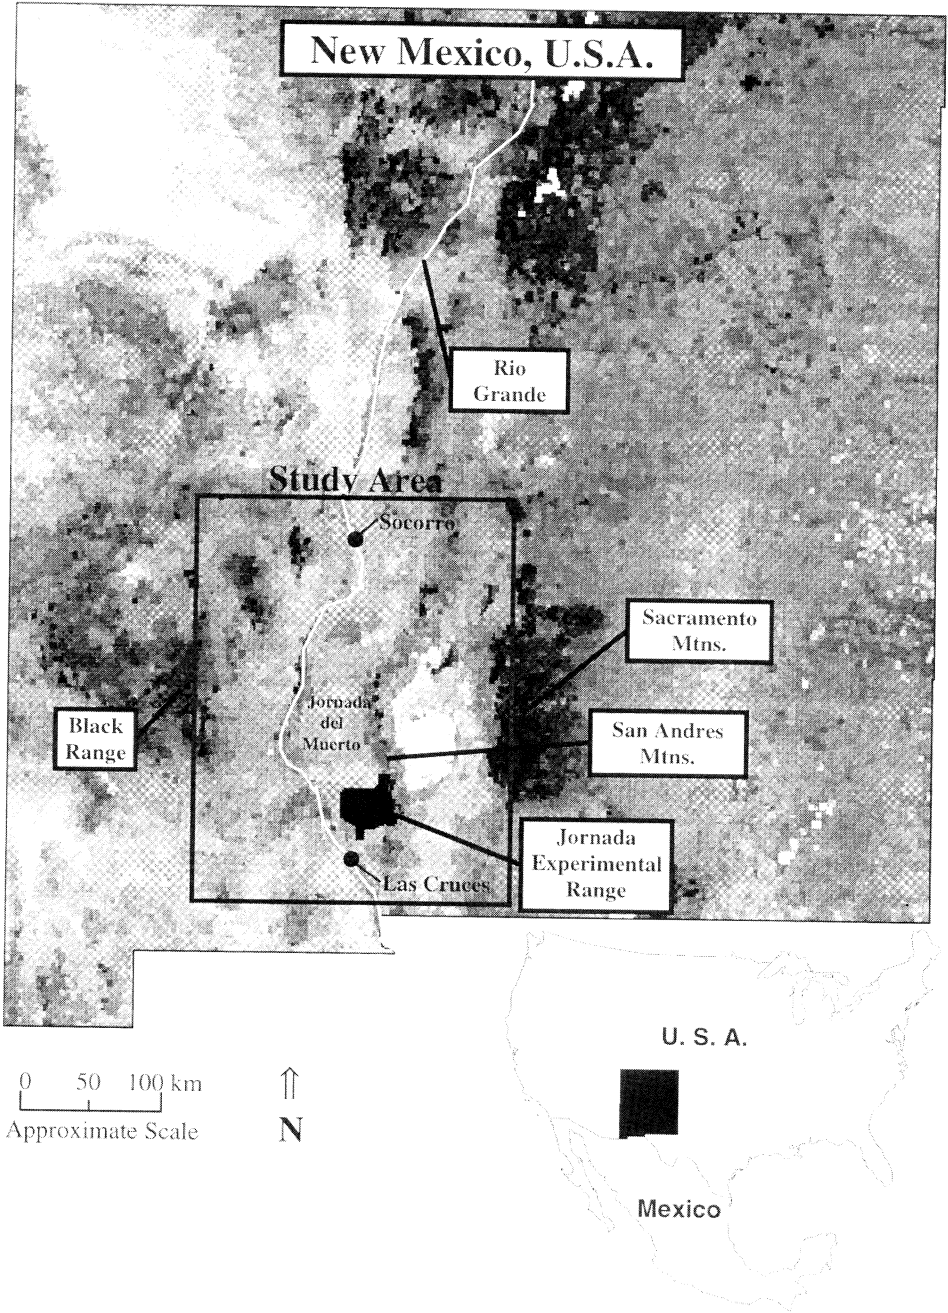 New Mexico, U.S.A.
Rio
Grande
Study Area
Socorro
Sacramento
Mtns.
Jornada
del
Muerto
Black
Range
San Andres
Mtns.
Jornada
Experimental
Range
Las Cruces
U. S. A.
0 50 100 km
Approximate Scale
N
Mexico